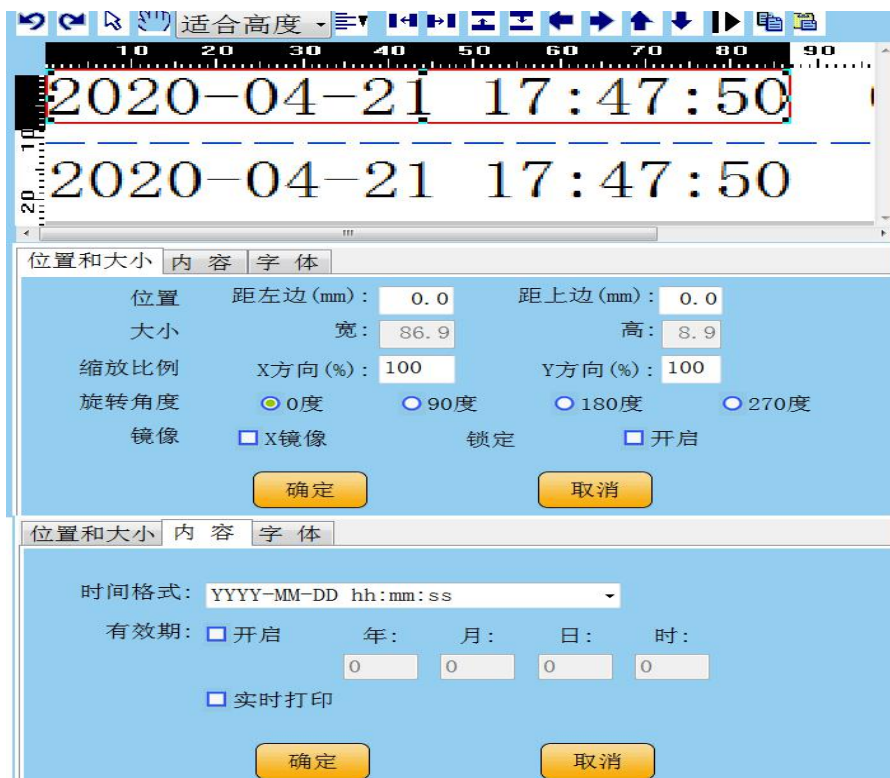 适合高度
10 20 30 40 50 60 70 80 90
2020-04-21 17:47:50
10
2020-04-21 17:47:50
20
位置和大小 内 容 字 体
位置 距左边(mm): 0.0 距上边(mm): 0.0
大小 宽: 86.9 高: 8.9
缩放比例 X方向(%): 100 Y方向(%): 100
旋转角度 0度 90度 180度 270度
镜像 X镜像 锁定 开启
确定 取消
位置和大小 内 容 字 体
时间格式: YYYY-MM-DD hh:mm:ss
有效期: 开启 年: 月: 日: 时:
0 0 0 0
实时打印
确定 取消